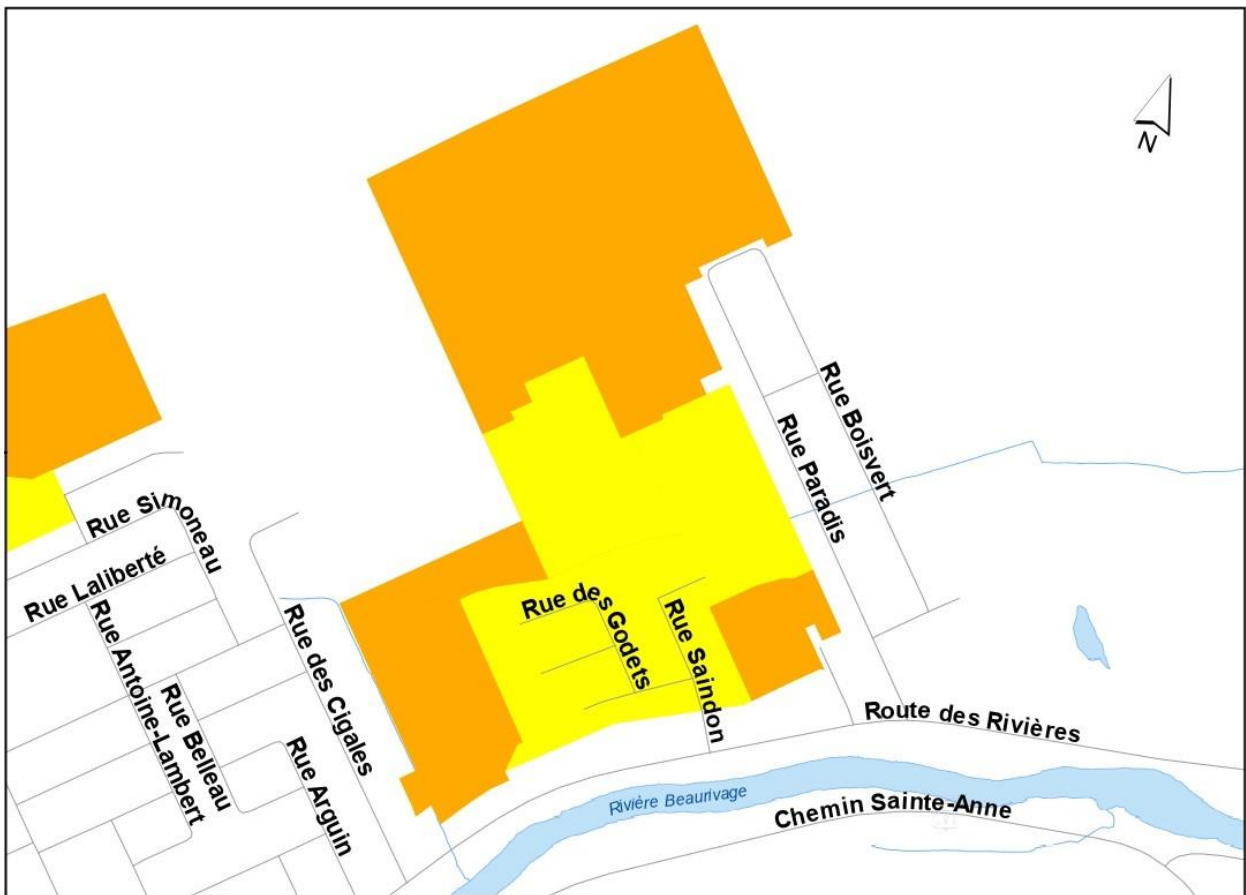 N
Rue Boisvert
Rue Paradis
Rue Simoneau
Rue Laliberté
Rue des Godets
Rue Antoine-Lambert
Rue des Cigales
Rue Saindon
Rue Belleau
Rue Arguin
Route des Rivières
Rivière Beaurivage
Chemin Sainte-Anne